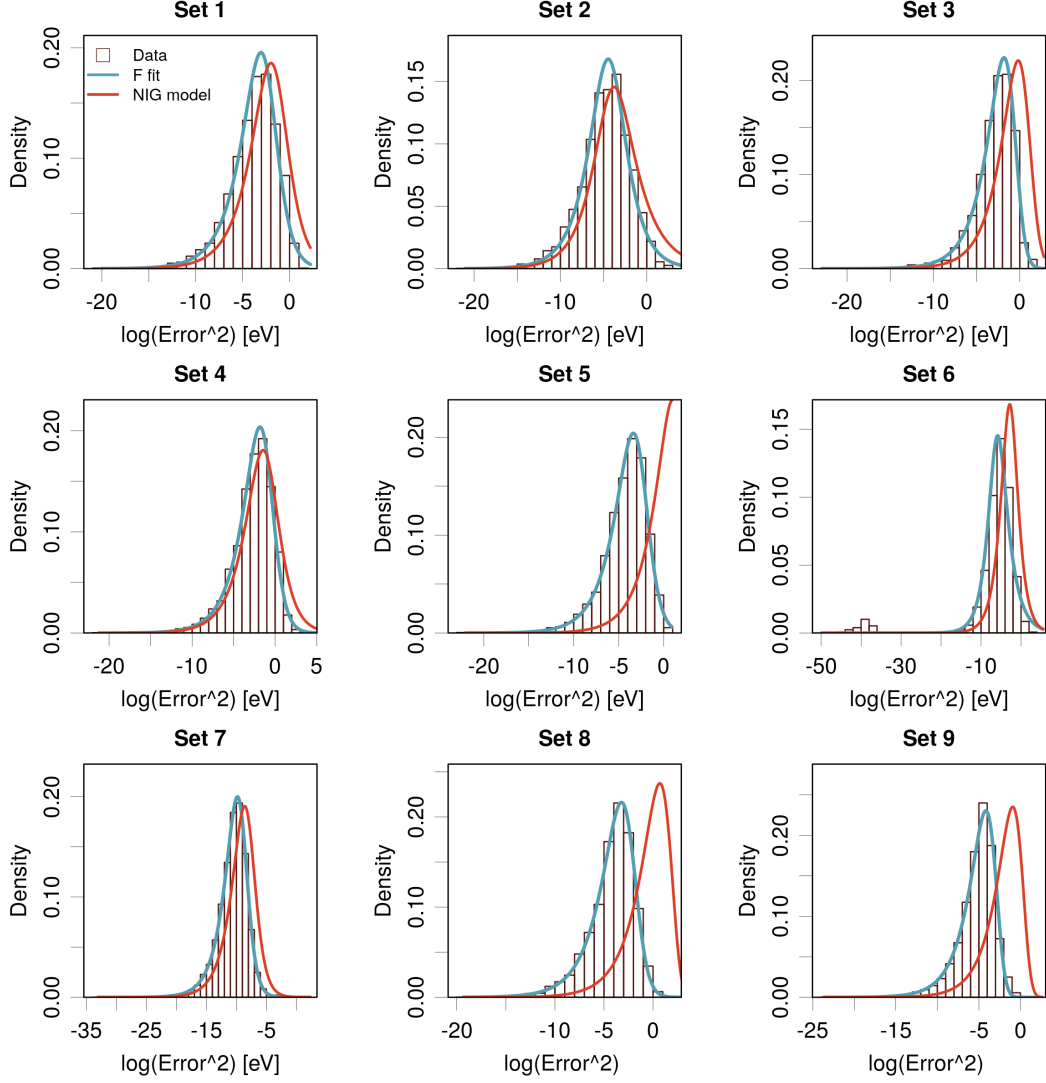 Set 1
Density
0.00 0.10 0.20
Data
F fit
NIG model
-20 -10 -5 0
log(Error^2) [eV]
Set 2
Density
0.00 0.05 0.10 0.15
-20 -10 0
log(Error^2) [eV]
Set 3
Density
0.00 0.10 0.20
-20 -10 0
log(Error^2) [eV]
Set 4
Density
0.00 0.10 0.20
-20 -10 -5 0 5
log(Error^2) [eV]
Set 5
Density
0.00 0.10 0.20
-20 -10 -5 0
log(Error^2) [eV]
Set 6
Density
0.00 0.05 0.10 0.15
-50 -30 -10
log(Error^2) [eV]
Set 7
Density
0.00 0.10 0.20
-35 -25 -15 -5
log(Error^2) [eV]
Set 8
Density
0.00 0.10 0.20
-20 -10 -5 0
log(Error^2)
Set 9
Density
0.00 0.10 0.20
-25 -15 -5 0
log(Error^2)